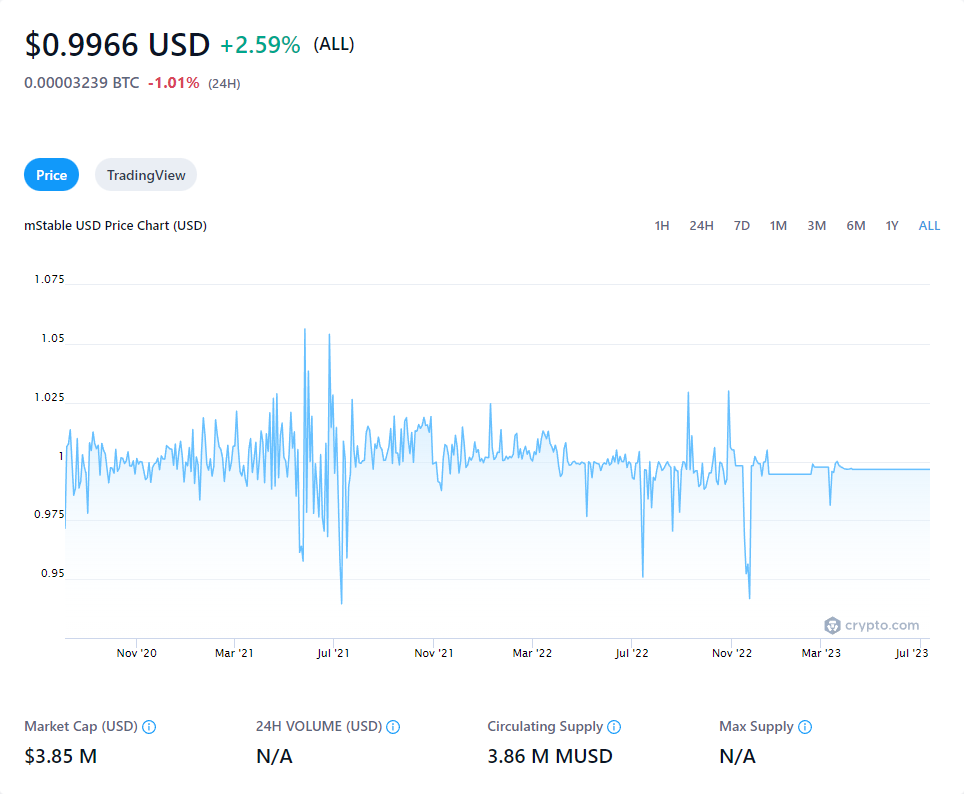 $0.9966 USD +2.59% (ALL)
0.00003239 BTC -1.01% (24H)
Price TradingView
mStable USD Price Chart (USD) 1H 24H 7D 1M 3M 6M 1Y ALL
1.075
1.05
1.025
1
0.975
0.95
crypto.com
Nov '20 Mar '21 Jul '21 Nov '21 Mar '22 Jul '22 Nov '22 Mar '23 Jul '23
Market Cap (USD) 24H VOLUME (USD) Circulating Supply Max Supply
$3.85 M N/A 3.86 M MUSD N/A